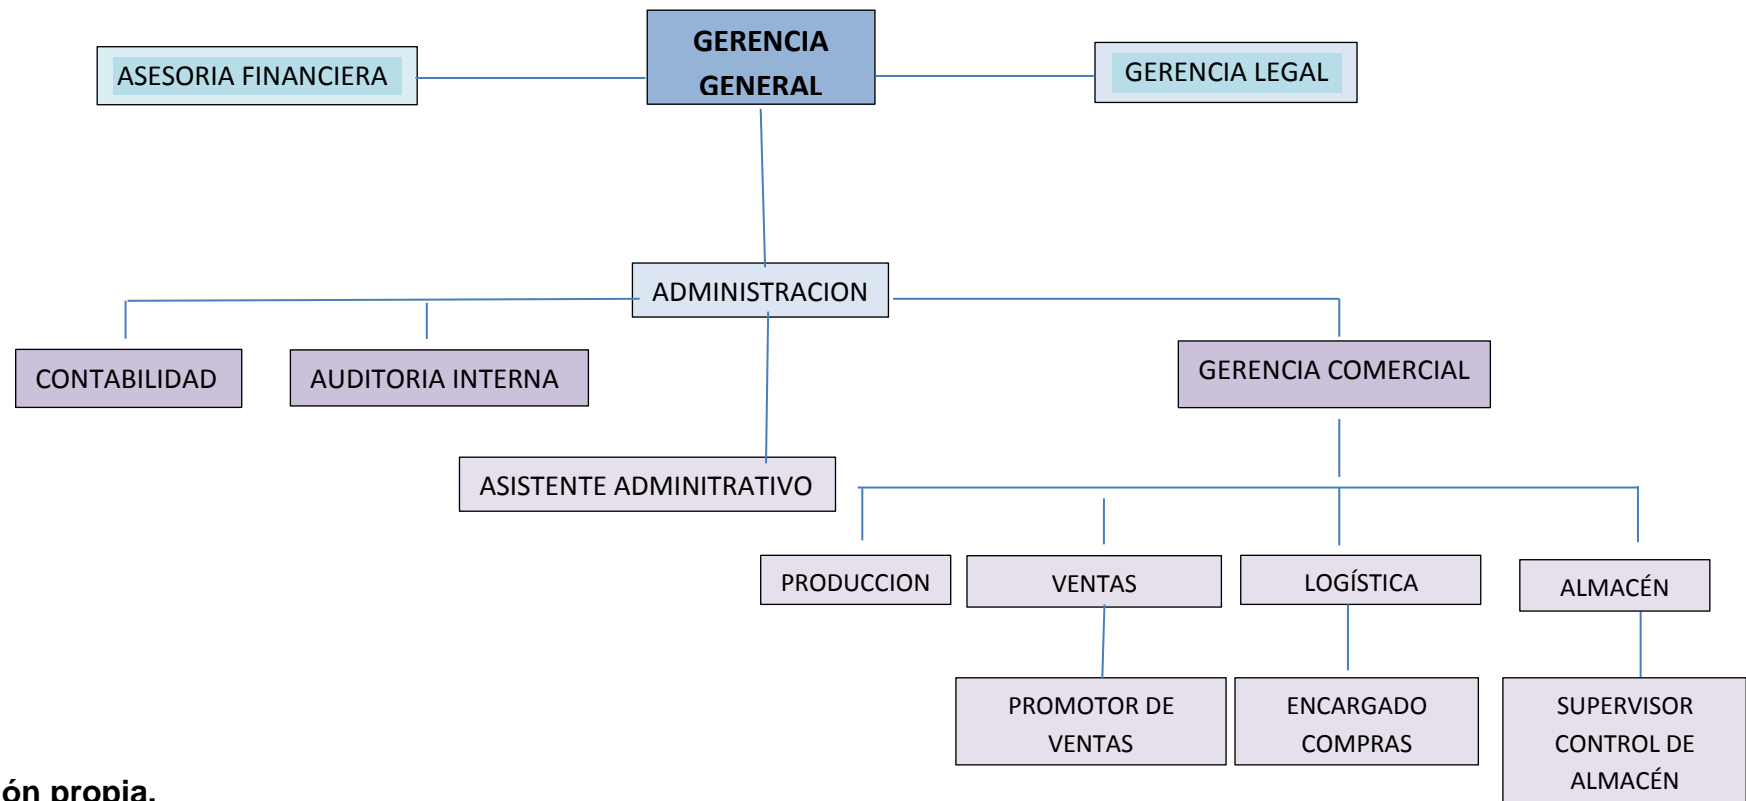 GERENCIA
GENERAL
ASESORIA FINANCIERA
GERENCIA LEGAL
ADMINISTRACION
CONTABILIDAD
AUDITORIA INTERNA
GERENCIA COMERCIAL
ASISTENTE ADMINITRATIVO
PRODUCCION
VENTAS
LOGÍSTICA
ALMACÉN
PROMOTOR DE
VENTAS
ENCARGADO
COMPRAS
SUPERVISOR
CONTROL DE
ALMACÉN
ón propia.